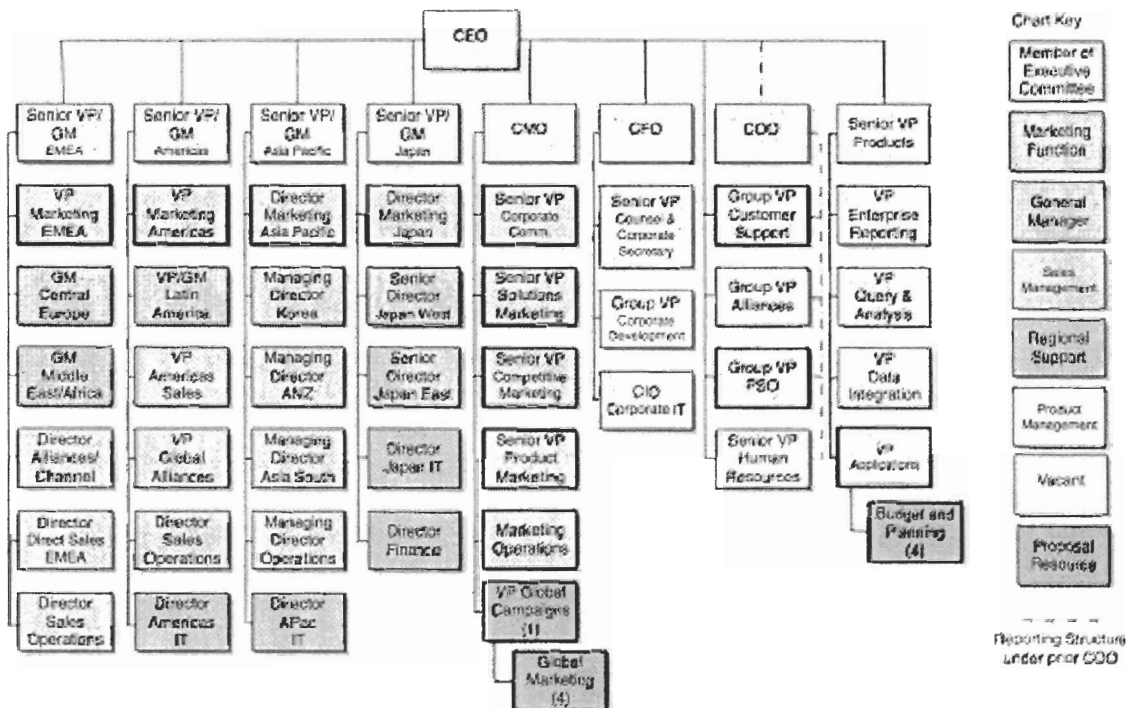 CEO
Senior VP/
GM
EMEA
VP
Marketing
EMEA
GM
Central
Europe
GM
Middle
East/Africa
Director
Alliances/
Channel
Director
Direct Sales
EMEA
Director
Sales
Operations
Senior VP/
GM
Americas
VP
Marketing
Americas
VP/GM
Latin
America
VP
Americas
Sales
VP
Global
Alliances
Director
Sales
Operations
Director
Americas
IT
Senior VP/
GM
Asia Pacific
Director
Marketing
Asia Pacific
Managing
Director
Korea
Managing
Director
ANZ
Managing
Director
Asia South
Managing
Director
Operations
Director
APac
IT
Senior VP/
GM
Japan
Director
Marketing
Japan
Senior
Director
Japan West
Senior
Director
Japan East
Director
Japan IT
Director
Finance
CMO
Senior VP
Corporate
Comm.
Senior VP
Solutions
Marketing
Senior VP
Competitive
Marketing
Senior VP
Product
Marketing
Marketing
Operations
VP Global
Campaigns
(1)
Global
Marketing
(4)
CFO
Senior VP
Counsel &
Corporate
Secretary
Group VP
Corporate
Development
CIO
Corporate IT
COO
Group VP
Customer
Support
Group VP
Alliances
Group VP
PSO
Senior VP
Human
Resources
Senior VP
Products
VP
Enterprise
Reporting
VP
Query &
Analysis
VP
Data
Integration
VP
Applications
Budget and
Planning
(4)
Chart Key
Member of
Executive
Committee
Marketing
Function
General
Manager
Sales
Management
Regional
Support
Product
Management
Vacant
Proposal
Resource
Reporting Structure
under prior COO